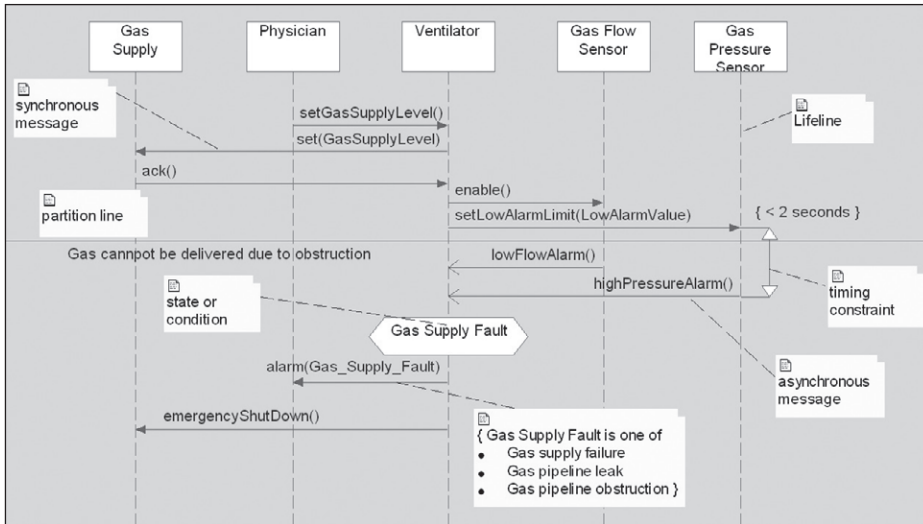 Gas
Supply
Physician
Ventilator
Gas Flow
Sensor
Gas
Pressure
Sensor
synchronous
message
setGasSupplyLevel()
set(GasSupplyLevel)
Lifeline
ack()
partition line
enable()
setLowAlarmLimit(LowAlarmValue)
{ < 2 seconds }
Gas cannpot be delivered due to obstruction
lowFlowAlarm()
highPressureAlarm()
state or
condition
timing
constraint
Gas Supply Fault
alarm(Gas_Supply_Fault)
asynchronous
message
emergencyShutDown()
{ Gas Supply Fault is one of
• Gas supply failure
• Gas pipeline leak
• Gas pipeline obstruction }